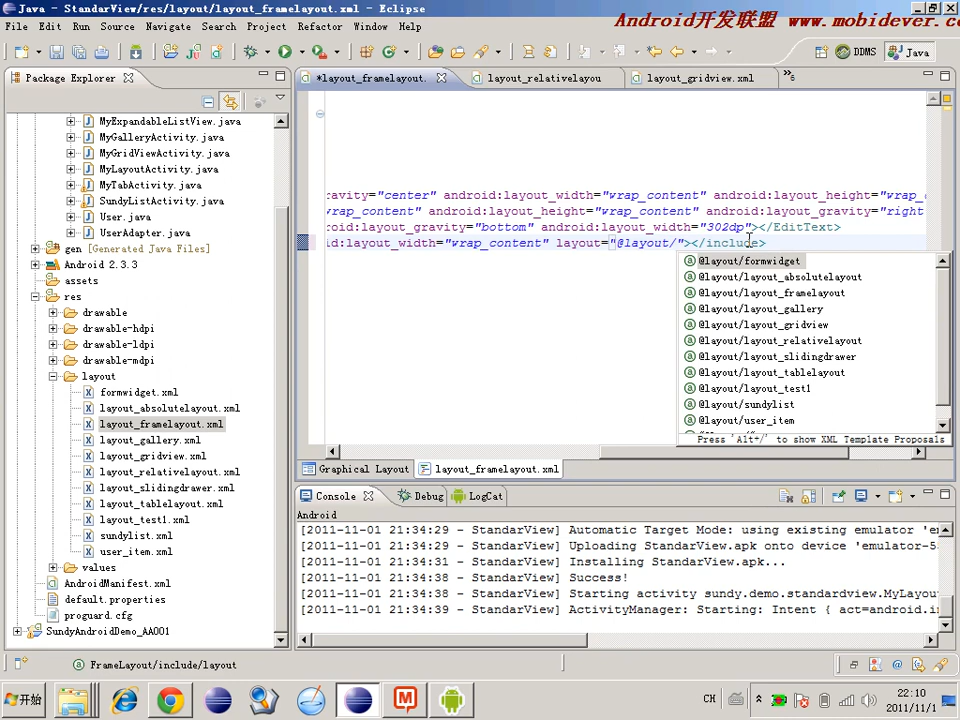 Java - StandarView/res/layout/layout_framelayout.xml - Eclipse
Android开发联盟 www.mobidever.co
File Edit Run Source Navigate Search Project Refactor Window Help
DDMS Java
Package Explorer
*layout_framelayout. layout_relativelayou layout_gridview.xml »6
MyExpandableListView.java
MyGalleryActivity.java
MyGridViewActivity.java
MyLayoutActivity.java
MyTabActivity.java
SundyListActivity.java
User.java
UserAdapter.java
gen [Generated Java Files]
Android 2.3.3
assets
res
drawable
drawable-hdpi
drawable-ldpi
drawable-mdpi
layout
formwidget.xml
layout_absolutelayout.xml
layout_framelayout.xml
layout_gallery.xml
layout_gridview.xml
layout_relativelayout.xml
layout_slidingdrawer.xml
layout_tablelayout.xml
layout_test1.xml
sundylist.xml
user_item.xml
values
AndroidManifest.xml
default.properties
proguard.cfg
SundyAndroidDemo_AA001
ravity="center" android:layout_width="wrap_content" android:layout_height="wrap_c
wrap_content" android:layout_height="wrap_content" android:layout_gravity="right
roid:layout_gravity="bottom" android:layout_width="302dp"></EditText>
id:layout_width="wrap_content" layout="@layout/"></include>
@layout/formwidget
@layout/layout_absolutelayout
@layout/layout_framelayout
@layout/layout_gallery
@layout/layout_gridview
@layout/layout_relativelayout
@layout/layout_slidingdrawer
@layout/layout_tablelayout
@layout/layout_test1
@layout/sundylist
@layout/user_item
Press 'Alt+/' to show XML Template Proposals
Graphical Layout layout_framelayout.xml
Console Debug LogCat
Android
[2011-11-01 21:34:29 - StandarView] Automatic Target Mode: using existing emulator 'e
[2011-11-01 21:34:29 - StandarView] Uploading StandarView.apk onto device 'emulator-5
[2011-11-01 21:34:31 - StandarView] Installing StandarView.apk...
[2011-11-01 21:34:38 - StandarView] Success!
[2011-11-01 21:34:38 - StandarView] Starting activity sundy.demo.standardview.MyLayou
[2011-11-01 21:34:39 - StandarView] ActivityManager: Starting: Intent { act=android.i
FrameLayout/include/layout
开始
CH
22:10
2011/11/1